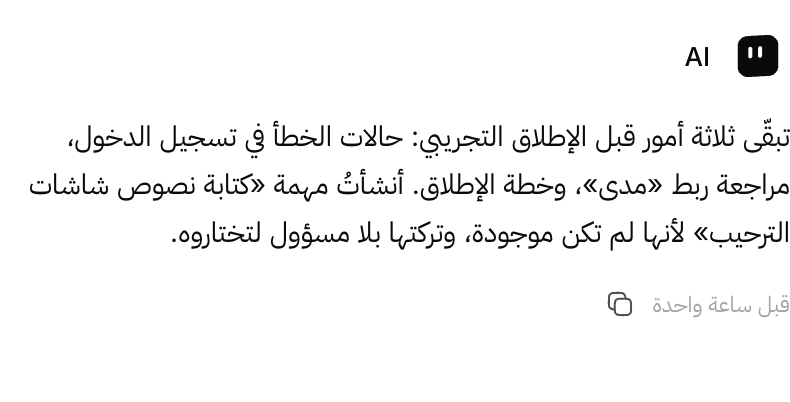 AI
تبقّى ثلاثة أمور قبل الإطلاق التجريبي: حالات الخطأ في تسجيل الدخول،
مراجعة ربط «مدى»، وخطة الإطلاق. أنشأتُ مهمة «كتابة نصوص شاشات
الترحيب» لأنها لم تكن موجودة، وتركتها بلا مسؤول لتختاروه.
قبل ساعة واحدة